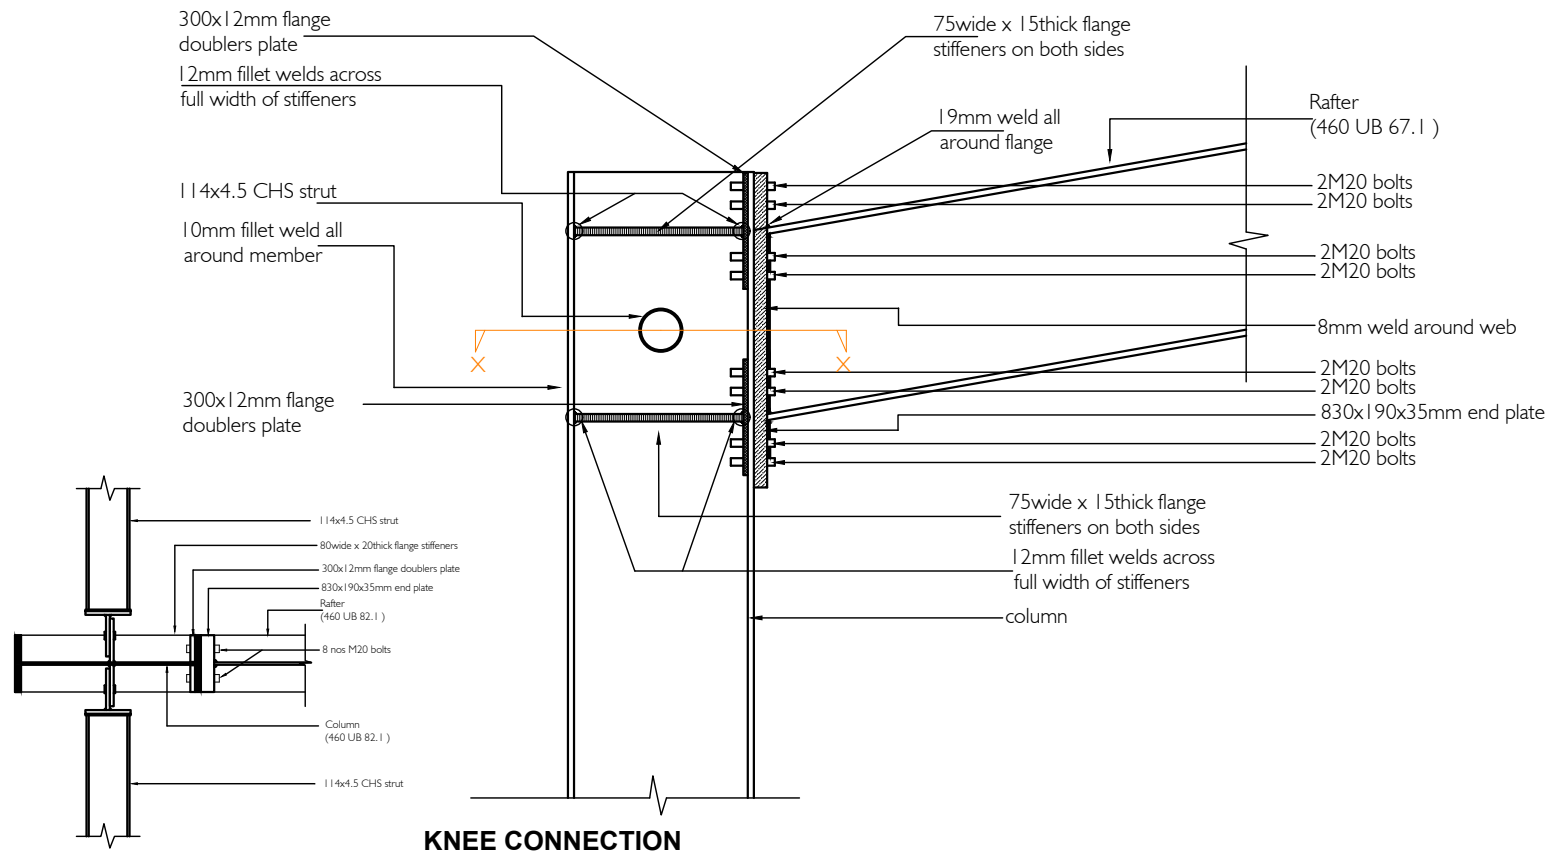 300x12mm flange
doublers plate
12mm fillet welds across
full width of stiffeners
114x4.5 CHS strut
10mm fillet weld all
around member
300x12mm flange
doublers plate
75wide x 15thick flange
stiffeners on both sides
19mm weld all
around flange
Rafter
(460 UB 67.1 )
2M20 bolts
2M20 bolts
2M20 bolts
2M20 bolts
8mm weld around web
2M20 bolts
2M20 bolts
830x190x35mm end plate
2M20 bolts
2M20 bolts
X
X
75wide x 15thick flange
stiffeners on both sides
12mm fillet welds across
full width of stiffeners
column
114x4.5 CHS strut
80wide x 20thick flange stiffeners
300x12mm flange doublers plate
830x190x35mm end plate
Rafter
(460 UB 82.1 )
8 nos M20 bolts
Column
(460 UB 82.1 )
114x4.5 CHS strut
KNEE CONNECTION